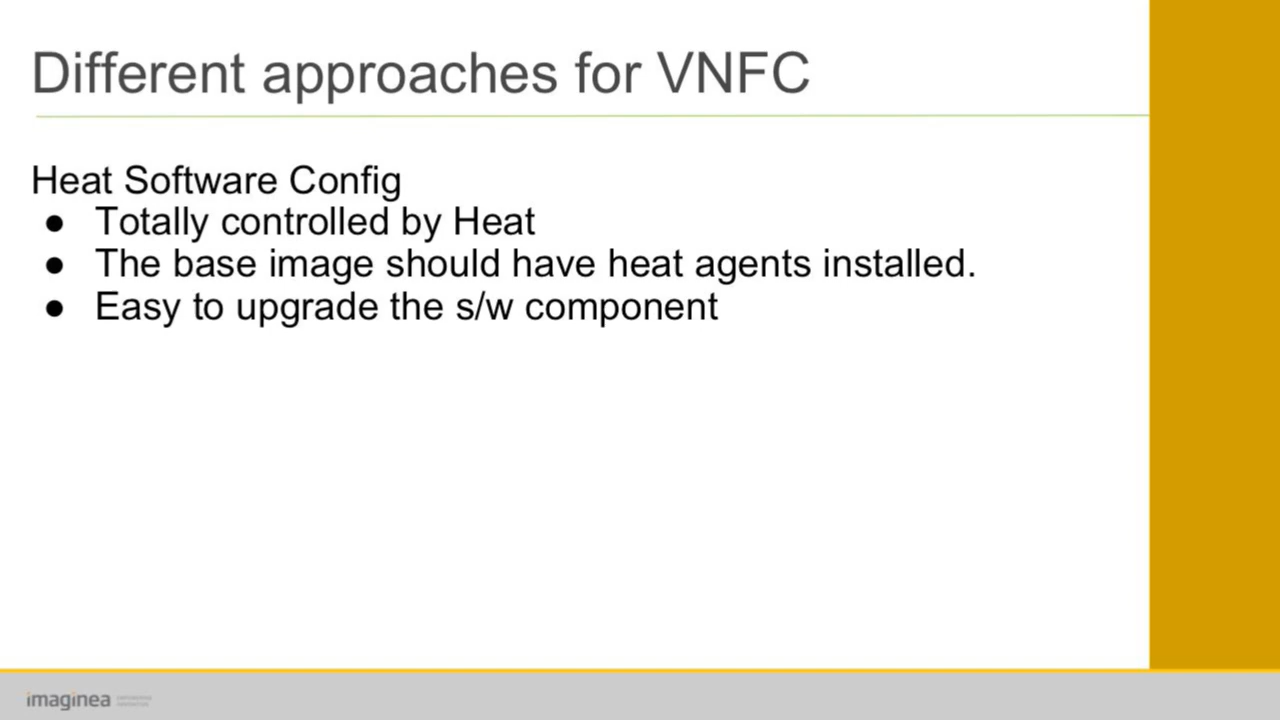 Different approaches for VNFC
Heat Software Config
● Totally controlled by Heat
● The base image should have heat agents installed.
● Easy to upgrade the s/w component
imaginea